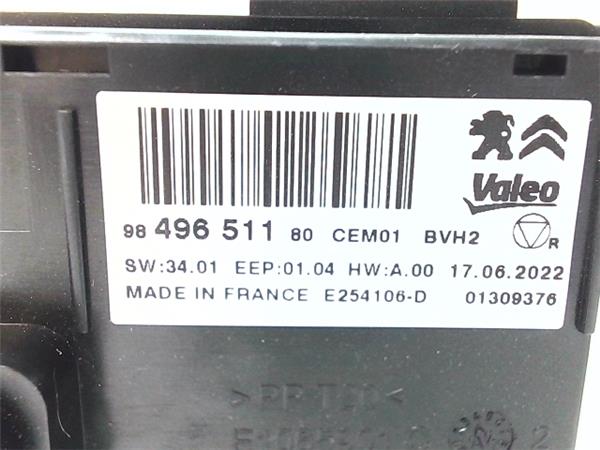 Valeo
98 496 511 80 CEM01 BVH2 R
SW:34.01 EEP:01.04 HW:A.00 17.06.2022
MADE IN FRANCE E254106-D 01309376
2